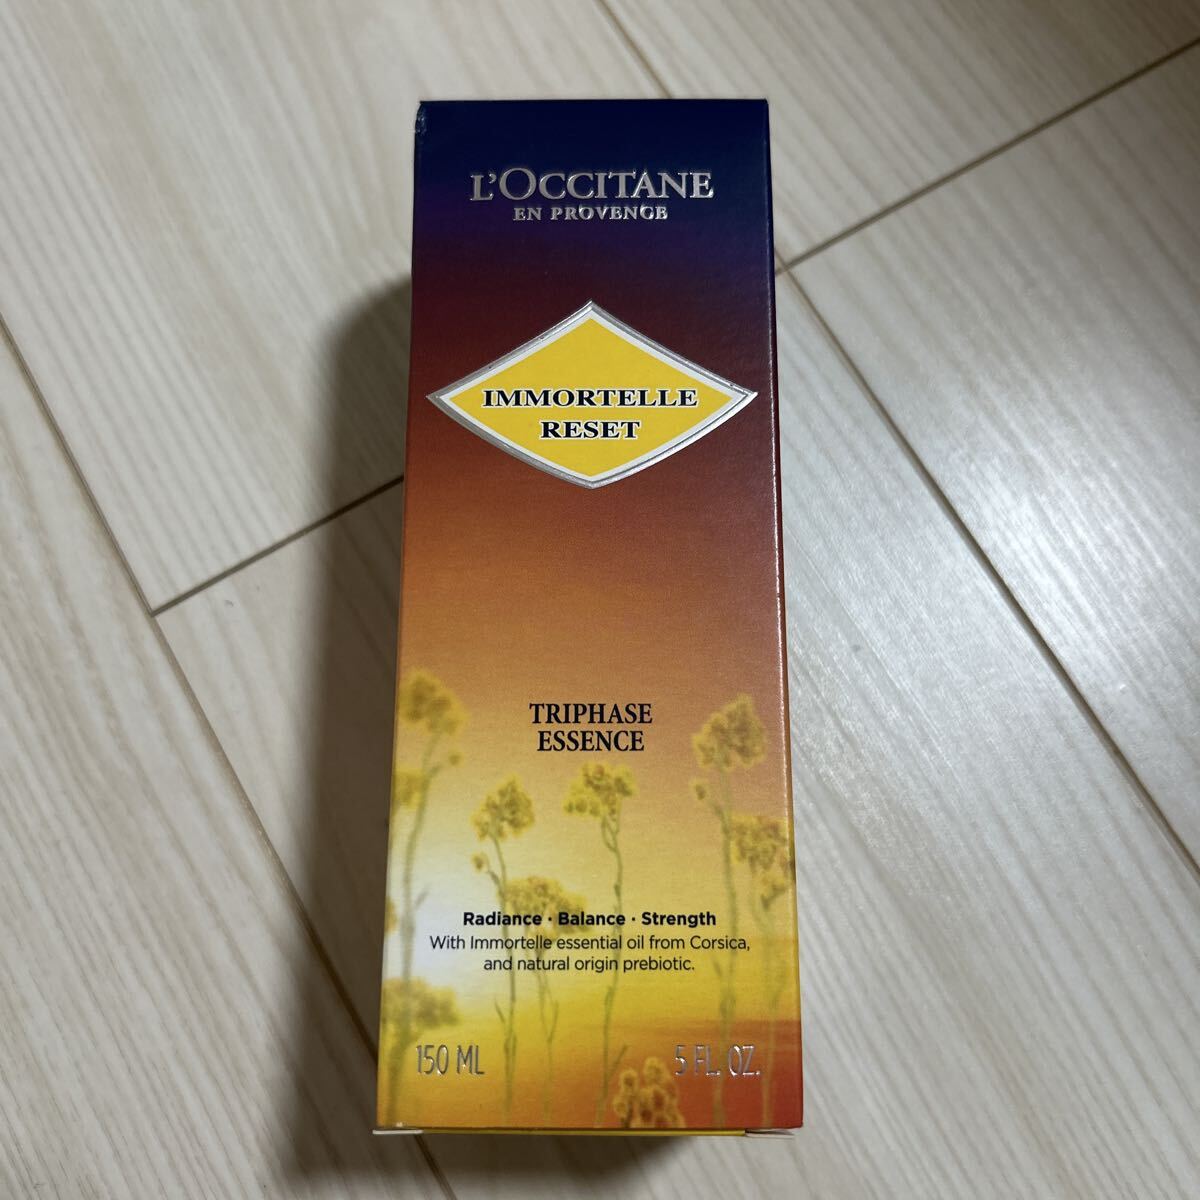 L'OCCITANE
EN PROVENCE
IMMORTELLE
RESET
TRIPHASE
ESSENCE
Radiance · Balance · Strength
With Immortelle essential oil from Corsica,
and natural origin prebiotic.
150 ML 5 FL. OZ.